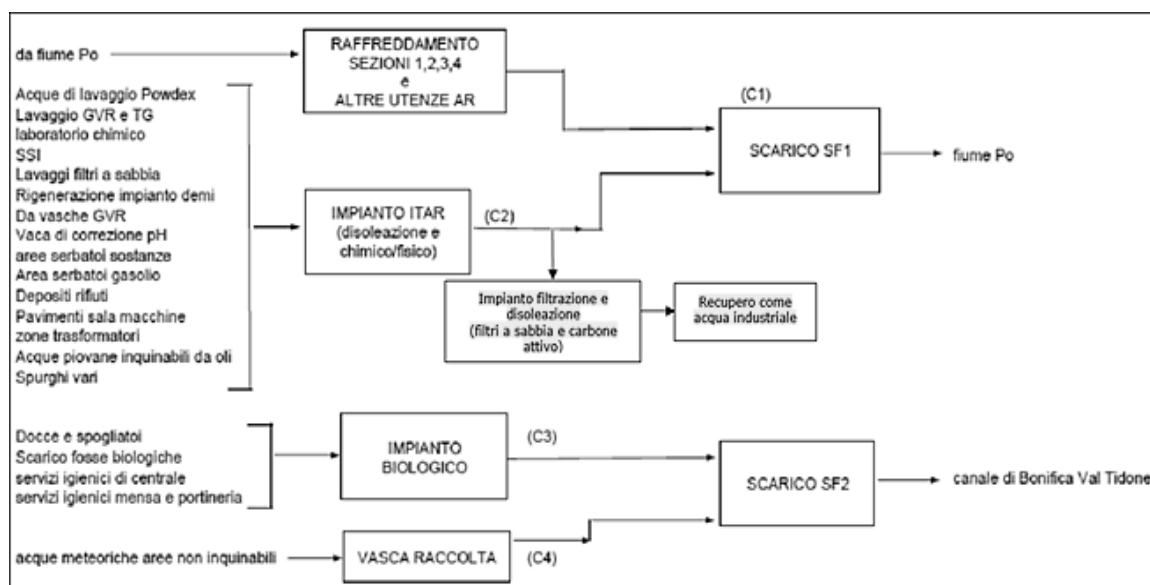 da fiume Po
RAFFREDDAMENTO
SEZIONI 1,2,3,4
e
ALTRE UTENZE AR
(C1)
SCARICO SF1
fiume Po
Acque di lavaggio Powdex
Lavaggio GVR e TG
laboratorio chimico
SSI
Lavaggi filtri a sabbia
Rigenerazione impianto demi
Da vasche GVR
Vaca di correzione pH
aree serbatoi sostanze
Area serbatoi gasolio
Depositi rifiuti
Pavimenti sala macchine
zone trasformatori
Acque piovane inquinabili da oli
Spurghi vari
IMPIANTO ITAR
(disoleazione e
chimico/fisico)
(C2)
Impianto filtrazione e
disoleazione
(filtri a sabbia e carbone
attivo)
Recupero come
acqua industriale
Docce e spogliatoi
Scarico fosse biologiche
servizi igienici di centrale
servizi igienici mensa e portineria
IMPIANTO
BIOLOGICO
(C3)
SCARICO SF2
canale di Bonifica Val Tidone
acque meteoriche aree non inquinabili
VASCA RACCOLTA
(C4)